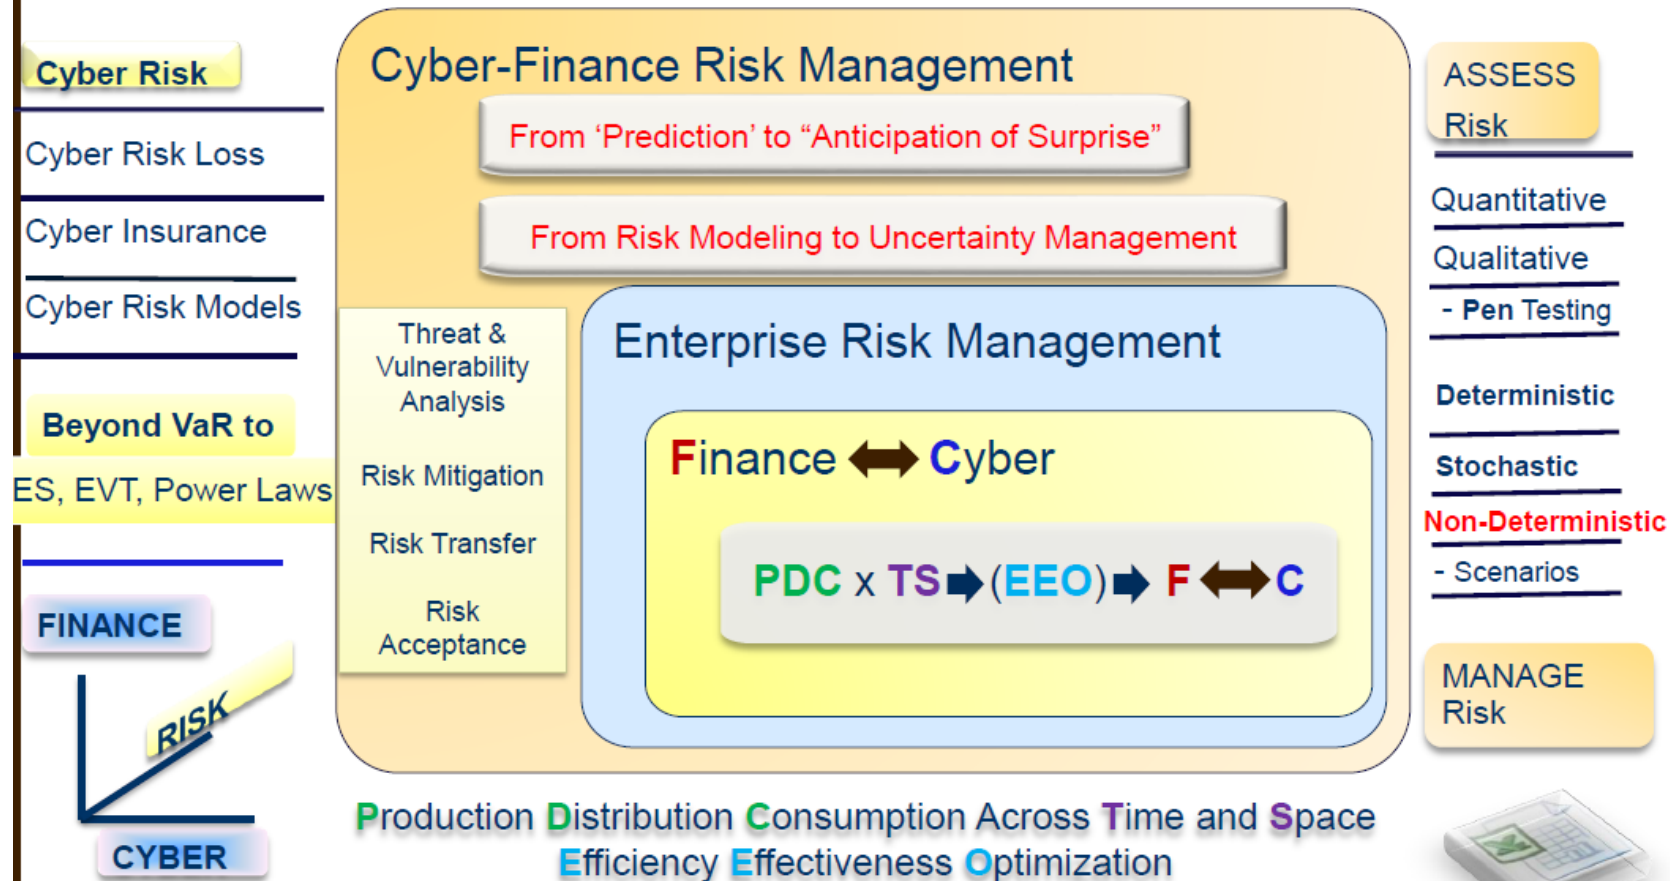 Cyber Risk
Cyber Risk Loss
Cyber Insurance
Cyber Risk Models
Beyond VaR to
ES, EVT, Power Laws
FINANCE
RISK
CYBER
Cyber-Finance Risk Management
From ‘Prediction’ to “Anticipation of Surprise”
From Risk Modeling to Uncertainty Management
Threat &
Vulnerability
Analysis
Risk Mitigation
Risk Transfer
Risk
Acceptance
Enterprise Risk Management
Finance ⬌ Cyber
PDC x TS ➡ (EEO) ➡ F ⬌ C
Production Distribution Consumption Across Time and Space
Efficiency Effectiveness Optimization
ASSESS
Risk
Quantitative
Qualitative
- Pen Testing
Deterministic
Stochastic
Non-Deterministic
- Scenarios
MANAGE
Risk